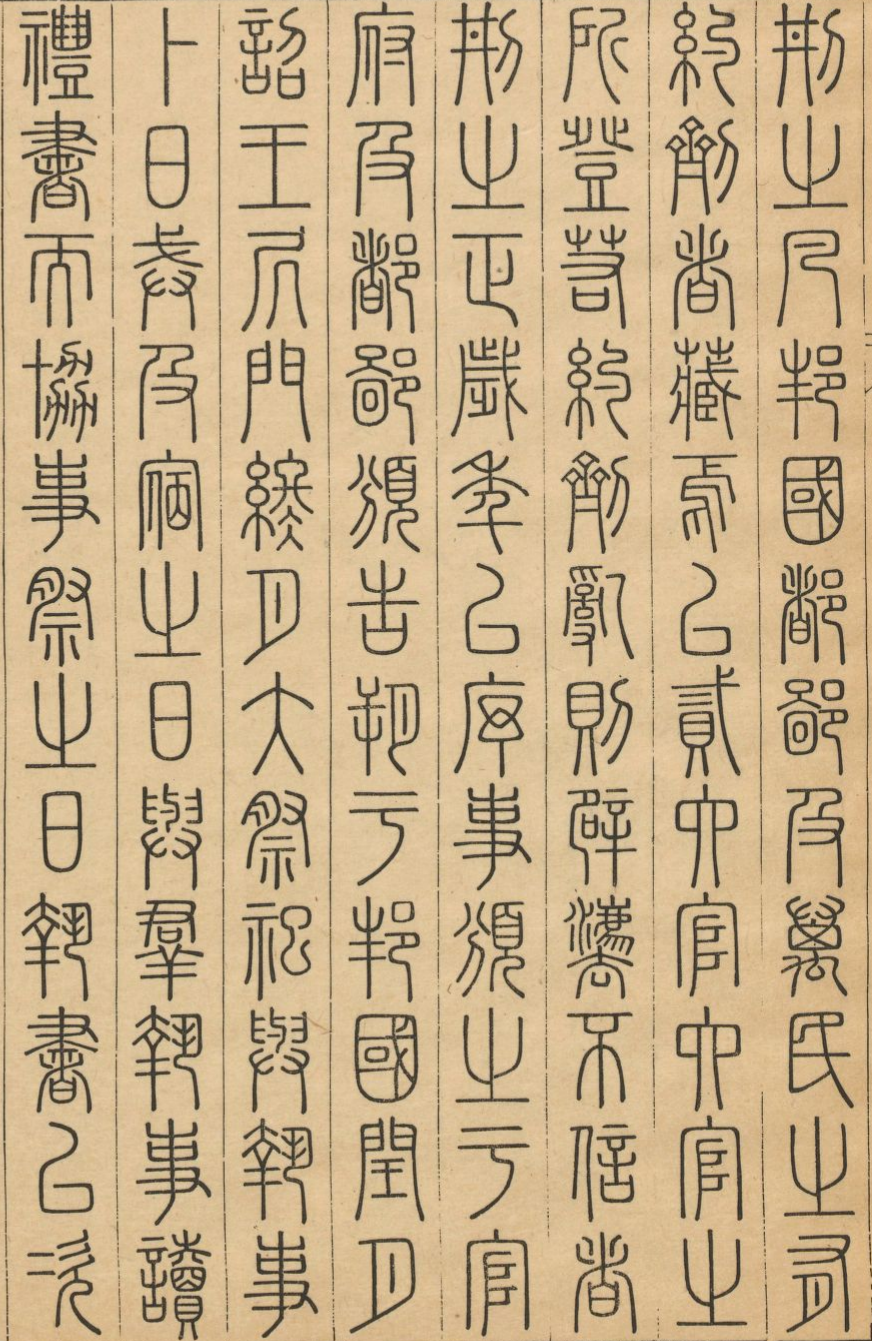 刑之凡邦國都鄙及萬民之有
約劑者藏焉以貳六官六官之
所登若約劑亂則辟灋不信者
刑之正歲年以序事頒之于官
府及都鄙頒告朔于邦國閏月
詔王居門終月大祭祀與執事
卜日戒及宿之日與羣執事讀
禮書而協事祭之日執書以次